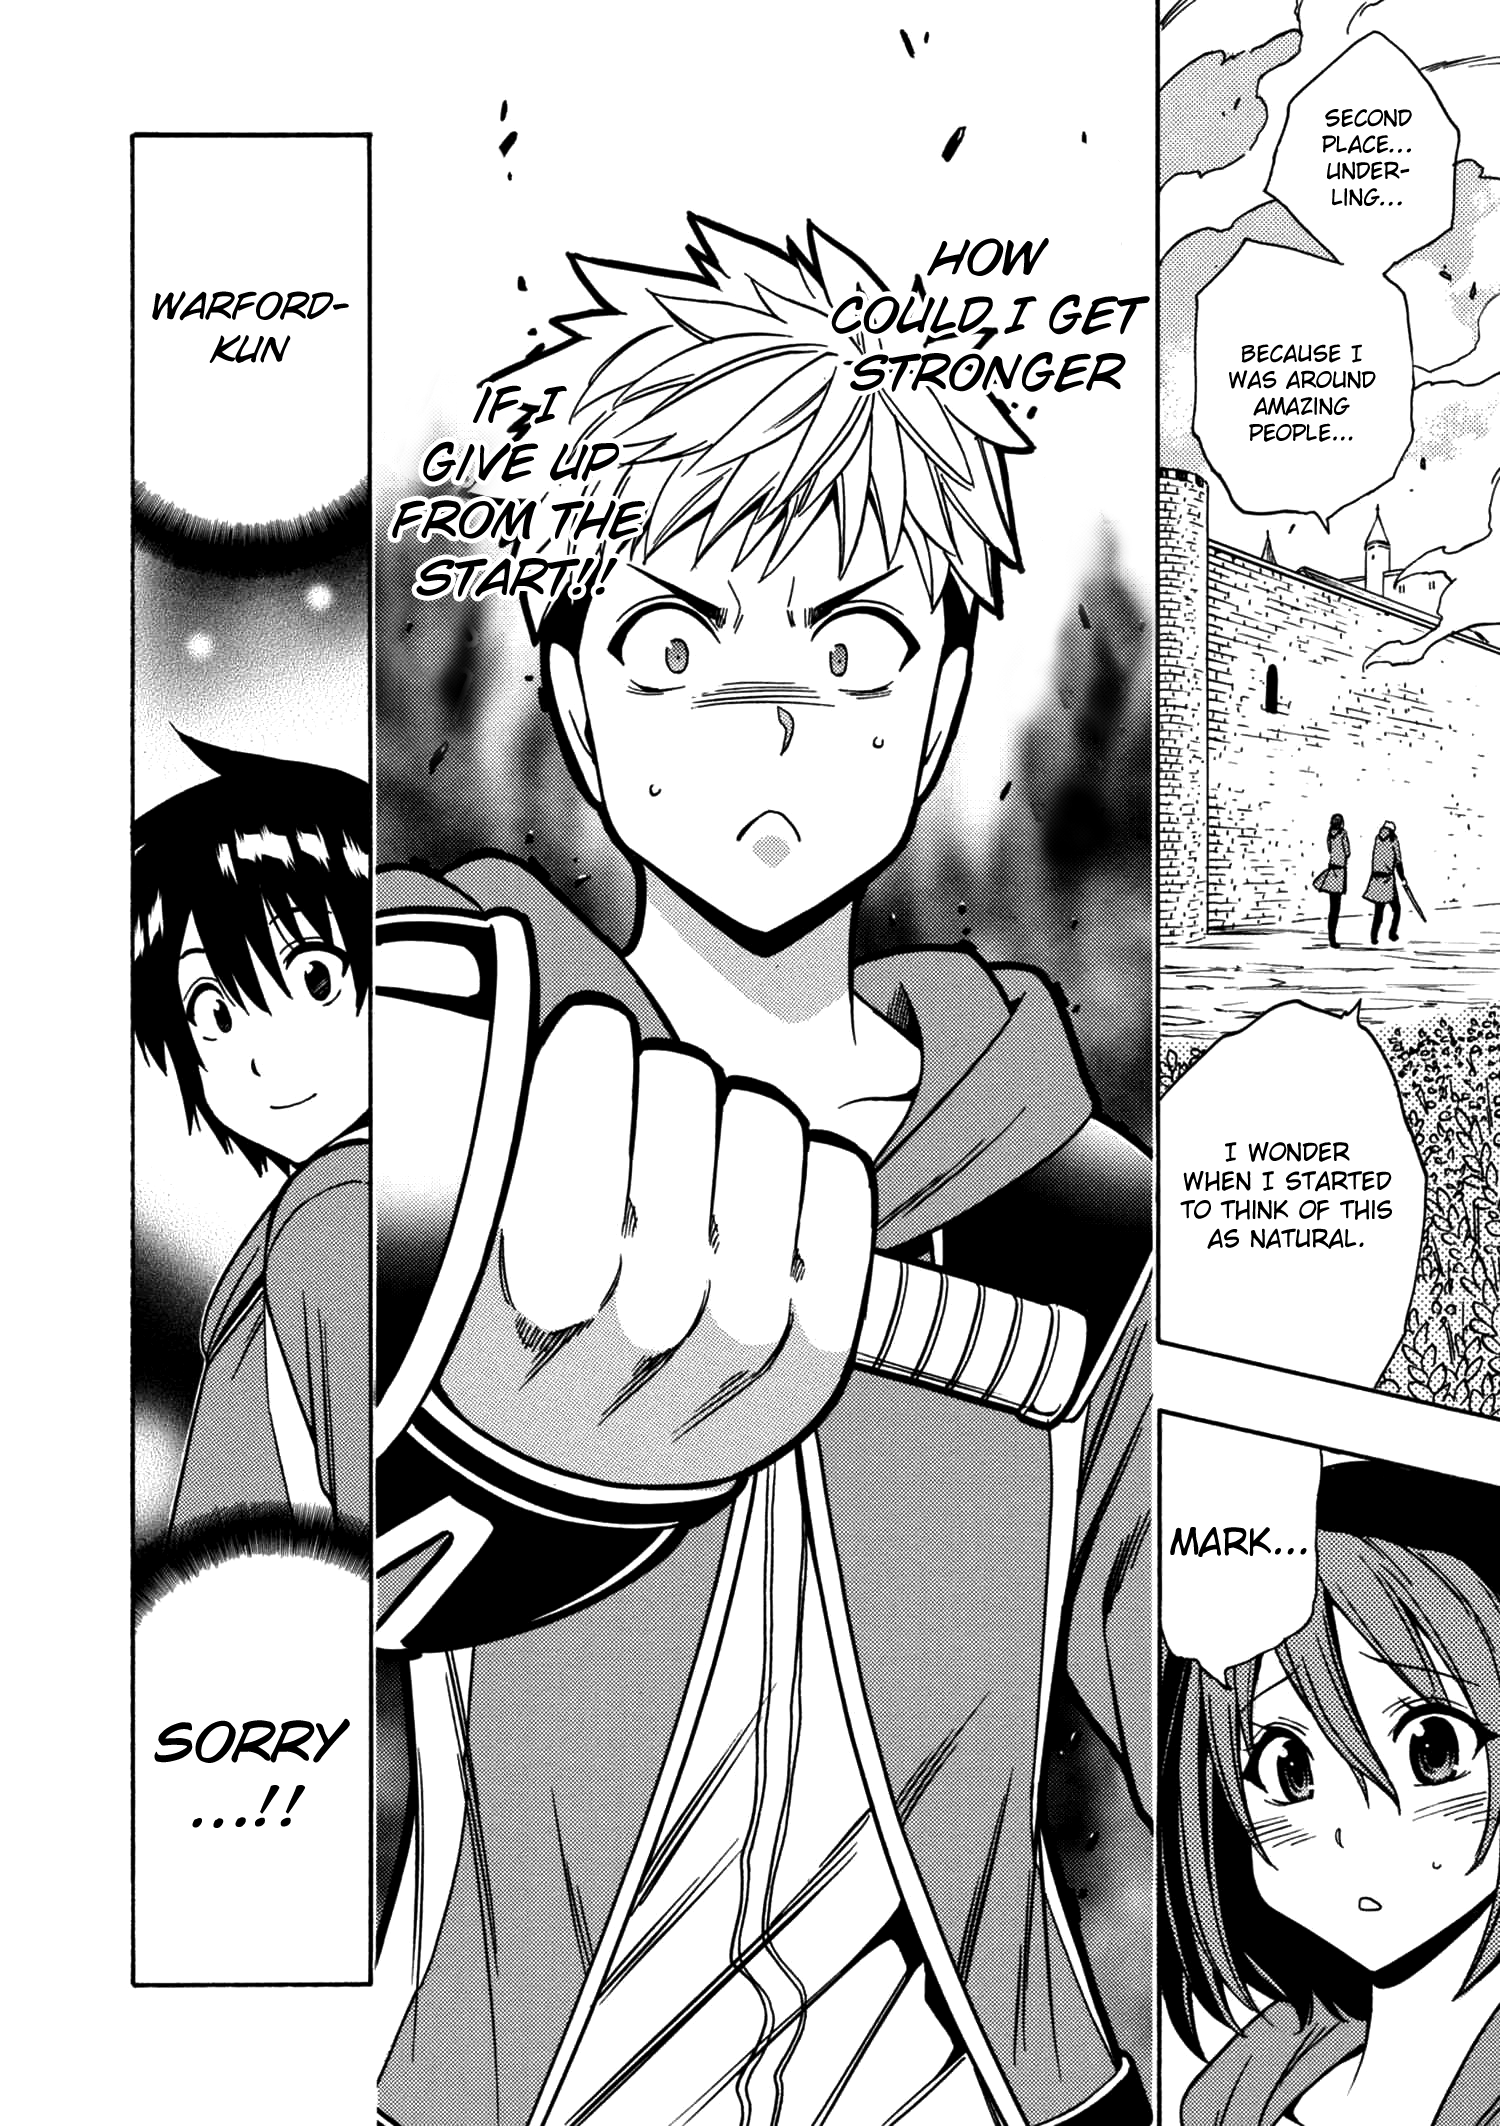 SECOND
PLACE...
UNDER-
LING...
BECAUSE I
WAS AROUND
AMAZING
PEOPLE...
I WONDER
WHEN I STARTED
TO THINK OF THIS
AS NATURAL.
MARK...
HOW
COULD I GET
STRONGER
IF I
GIVE UP
FROM THE
START!!
WARFORD-
KUN
SORRY
...!!